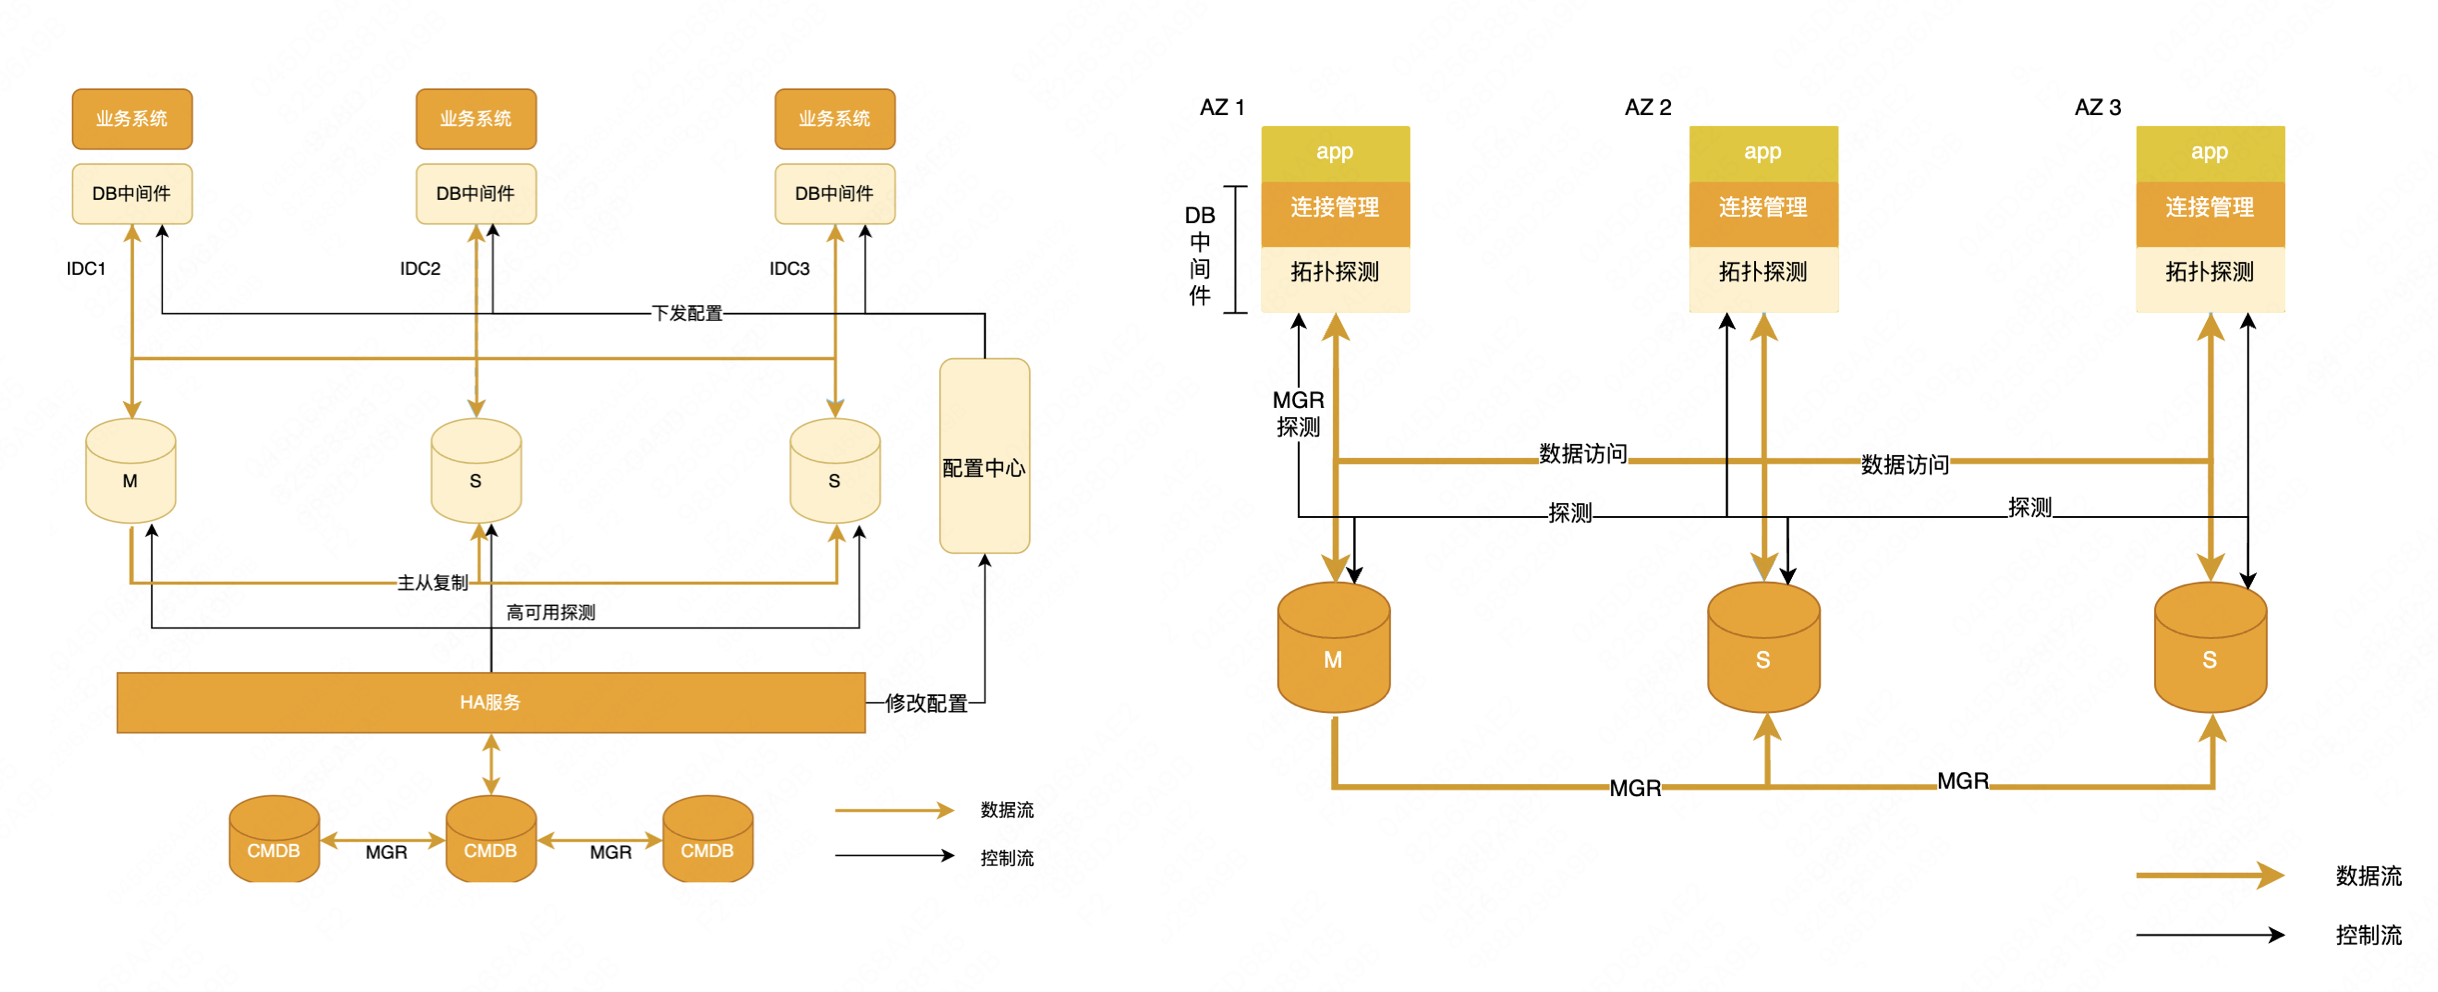 业务系统
业务系统
业务系统
DB中间件
DB中间件
DB中间件
IDC1
IDC2
IDC3
下发配置
配置中心
M
S
S
主从复制
高可用探测
HA服务
修改配置
CMDB
MGR
CMDB
MGR
CMDB
数据流
控制流
AZ 1
AZ 2
AZ 3
app
app
app
DB
中
间
件
连接管理
连接管理
连接管理
拓扑探测
拓扑探测
拓扑探测
MGR
探测
数据访问
数据访问
探测
探测
M
S
S
MGR
MGR
数据流
控制流